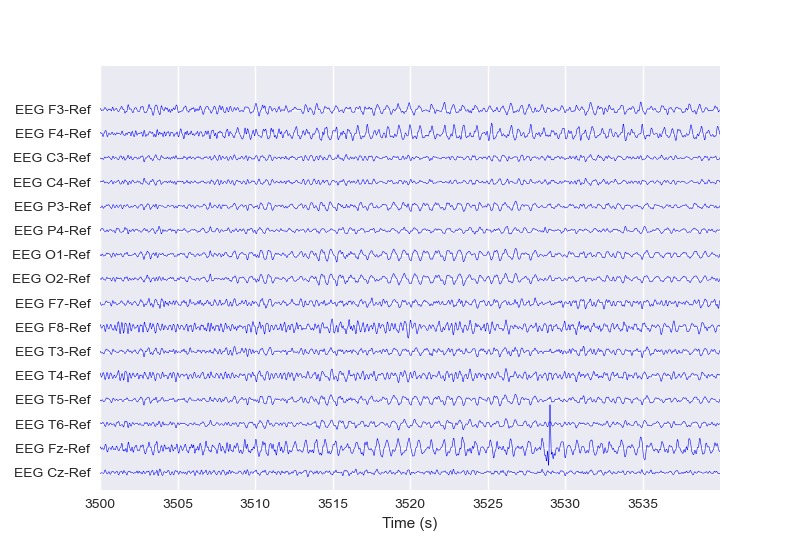 EEG F3-Ref
EEG F4-Ref
EEG C3-Ref
EEG C4-Ref
EEG P3-Ref
EEG P4-Ref
EEG O1-Ref
EEG O2-Ref
EEG F7-Ref
EEG F8-Ref
EEG T3-Ref
EEG T4-Ref
EEG T5-Ref
EEG T6-Ref
EEG Fz-Ref
EEG Cz-Ref
3500 3505 3510 3515 3520 3525 3530 3535
Time (s)